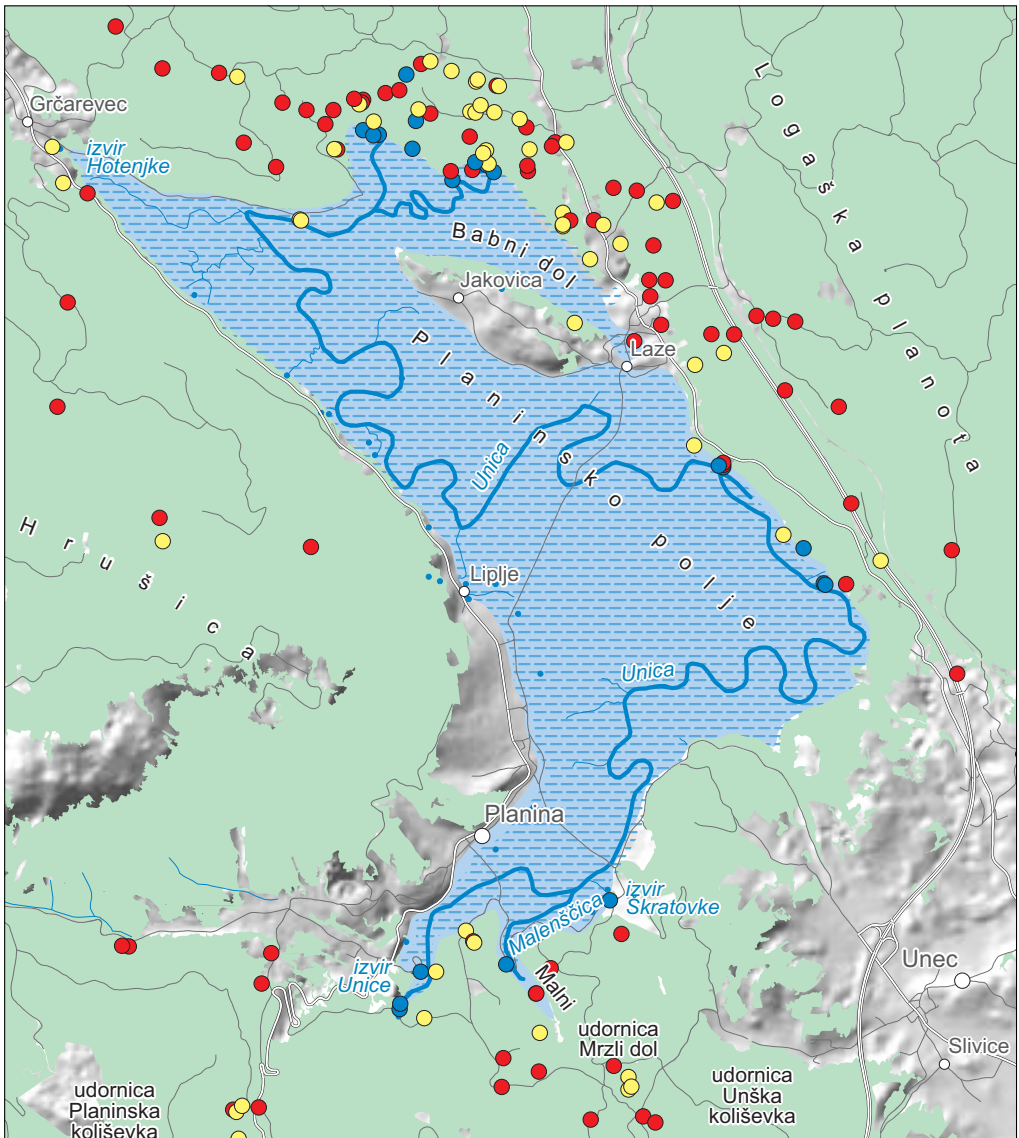 Grčarevec
izvir
Hotenjke
Logaška planota
Babni dol
Jakovica
Planinsko polje
Laze
Unica
Hrušica
Liplje
Unica
Planina
izvir
Škratovke
Malenščica
Unec
izvir
Unice
Malni
udornica
Mrzli dol
Slivice
udornica
Planinska
koliševka
udornica
Unška
koliševka